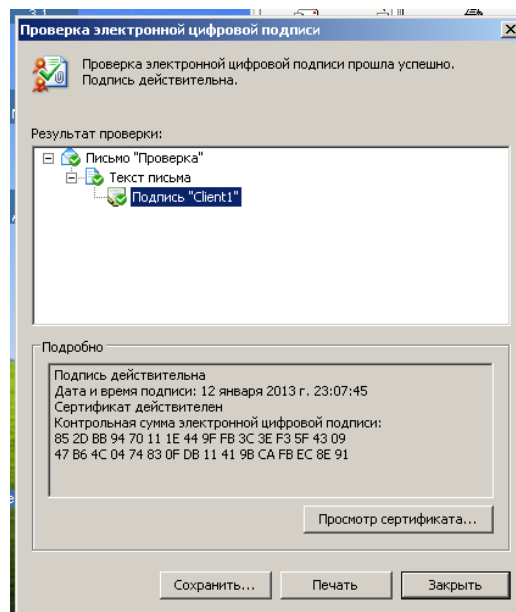 3.1
Проверка электронной цифровой подписи
Проверка электронной цифровой подписи прошла успешно.
Подпись действительна.
Результат проверки:
Письмо "Проверка"
Текст письма
Подпись "Client1"
Подробно
Подпись действительна
Дата и время подписи: 12 января 2013 г. 23:07:45
Сертификат действителен
Контрольная сумма электронной цифровой подписи:
85 2D BB 94 70 11 1E 44 9F FB 3C 3E F3 5F 43 09
47 B6 4C 04 74 83 0F DB 11 41 9B CA FB EC 8E 91
Просмотр сертификата...
Сохранить...
Печать
Закрыть